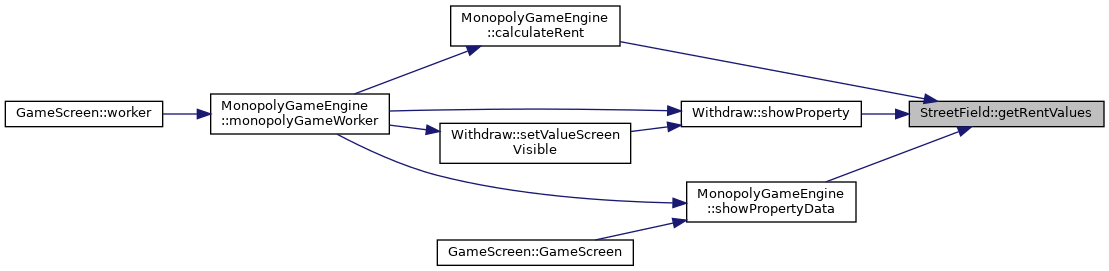 MonopolyGameEngine
::calculateRent
GameScreen::worker
MonopolyGameEngine
::monopolyGameWorker
Withdraw::setValueScreen
Visible
Withdraw::showProperty
StreetField::getRentValues
MonopolyGameEngine
::showPropertyData
GameScreen::GameScreen